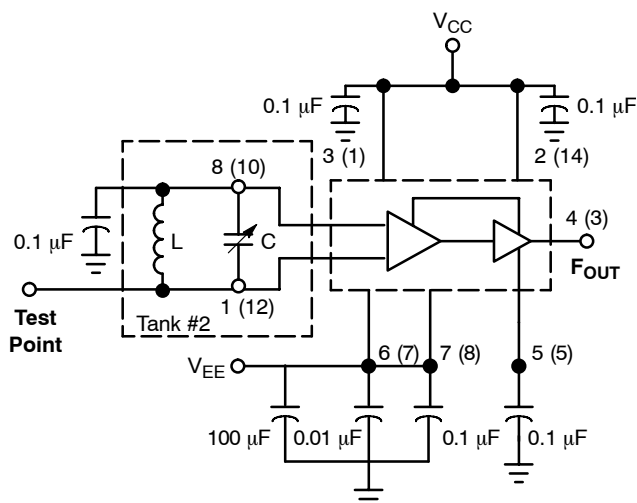 V_CC
0.1 μF
0.1 μF
3 (1)
2 (14)
8 (10)
4 (3)
0.1 μF
L
C
F_OUT
1 (12)
Test
Point
Tank #2
V_EE
6 (7)
7 (8)
5 (5)
100 μF
0.01 μF
0.1 μF
0.1 μF